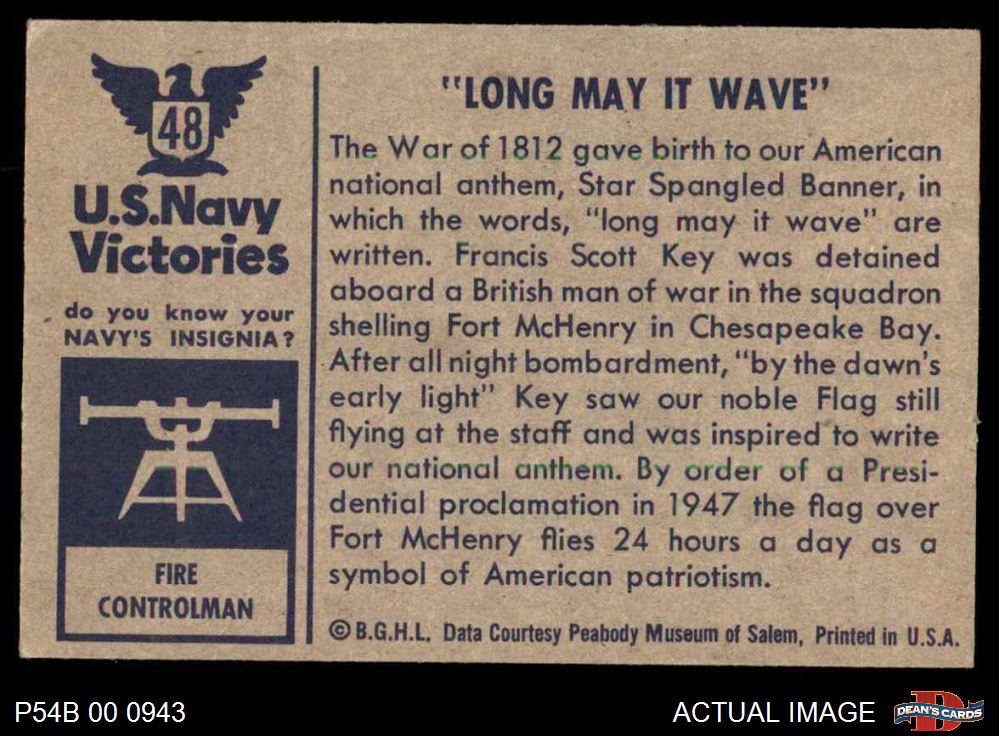 48
U.S.Navy
Victories
do you know your
NAVY'S INSIGNIA?
FIRE
CONTROLMAN
"LONG MAY IT WAVE"
The War of 1812 gave birth to our American
national anthem, Star Spangled Banner, in
which the words, "long may it wave" are
written. Francis Scott Key was detained
aboard a British man of war in the squadron
shelling Fort McHenry in Chesapeake Bay.
After all night bombardment, "by the dawn's
early light" Key saw our noble Flag still
flying at the staff and was inspired to write
our national anthem. By order of a Presi-
dential proclamation in 1947 the flag over
Fort McHenry flies 24 hours a day as a
symbol of American patriotism.
© B.G.H.L. Data Courtesy Peabody Museum of Salem, Printed in U.S.A.
P54B 00 0943
ACTUAL IMAGE
D
DEAN'S CARDS